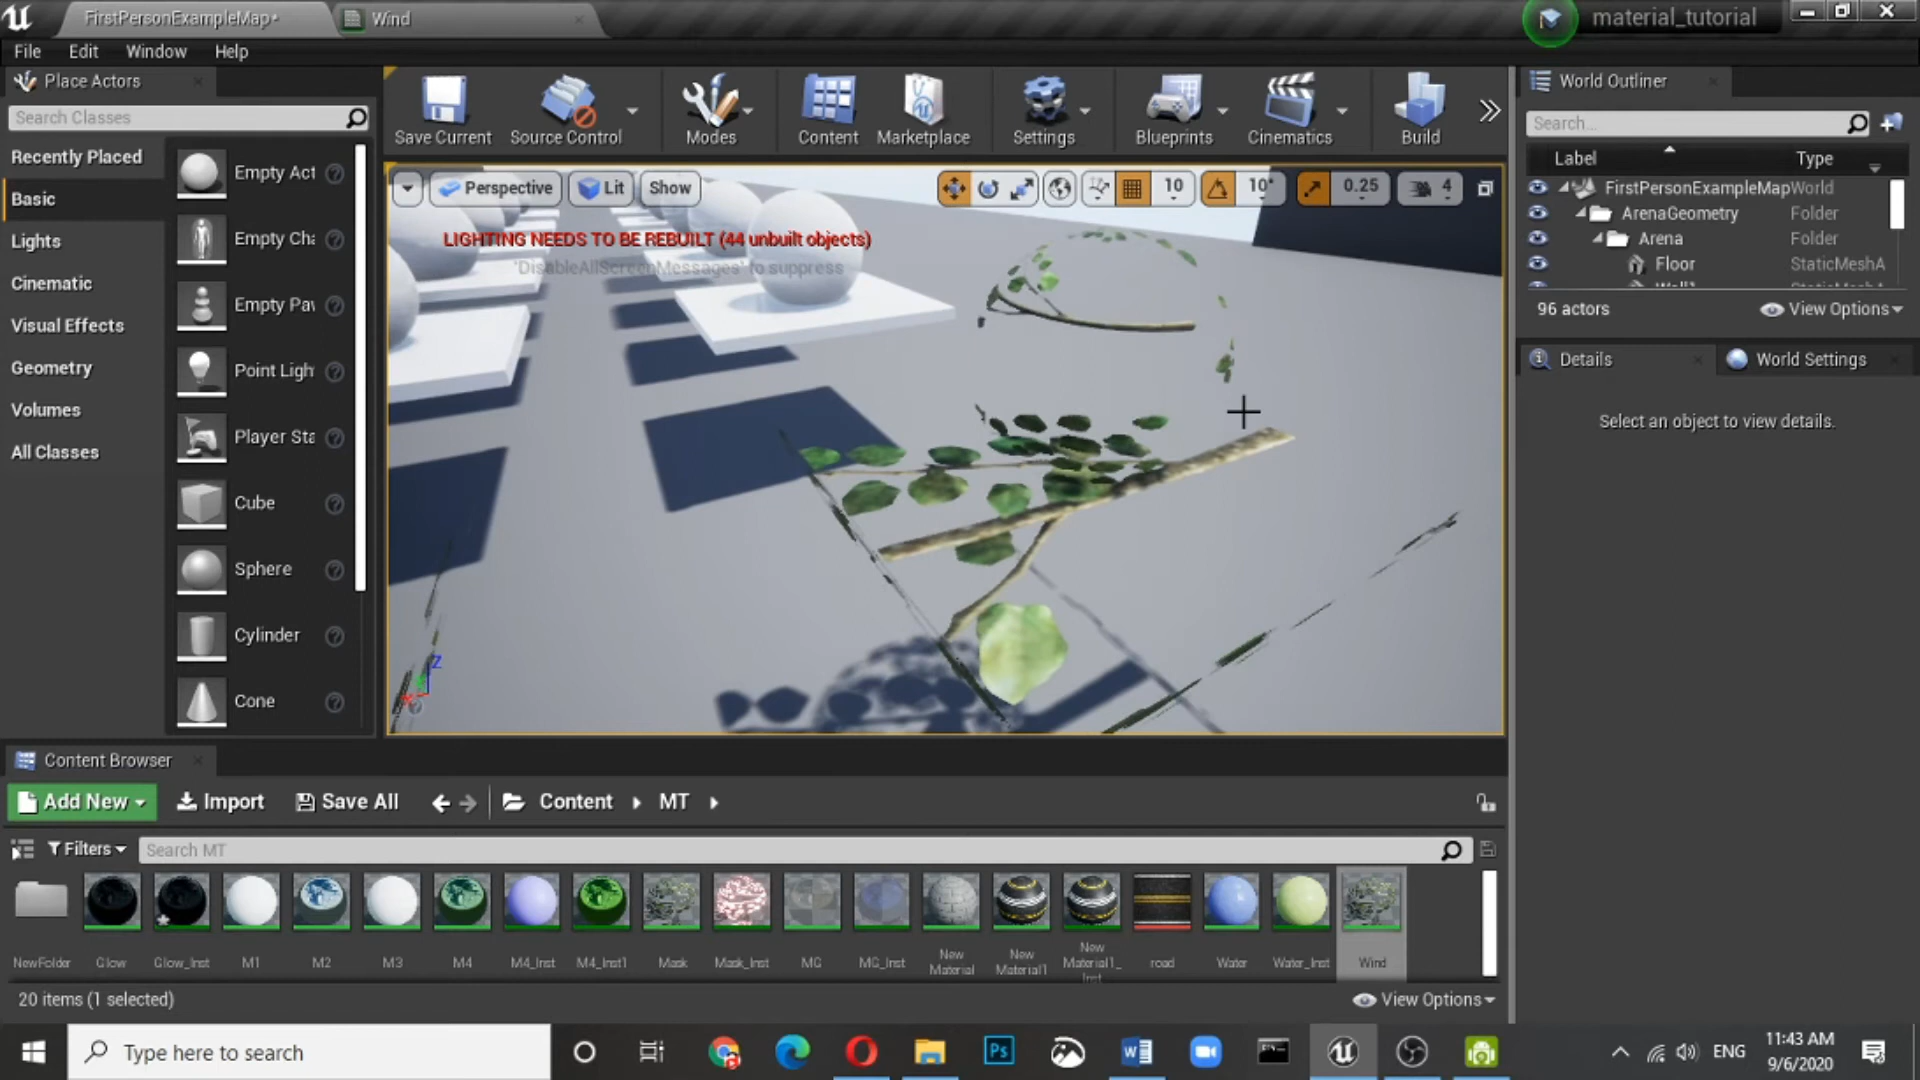 FirstPersonExampleMap*
Wind
material_tutorial
File
Edit
Window
Help
Place Actors
Search Classes
Recently Placed
Basic
Lights
Cinematic
Visual Effects
Geometry
Volumes
All Classes
Empty Act
Empty Cha
Empty Pav
Point Ligh
Player Sta
Cube
Sphere
Cylinder
Cone
Save Current
Source Control
Modes
Content
Marketplace
Settings
Blueprints
Cinematics
Build
Perspective
Lit
Show
10
10°
0.25
4
LIGHTING NEEDS TO BE REBUILT (44 unbuilt objects)
'DisableAllScreenMessages' to suppress
Z
World Outliner
Search...
Label
Type
FirstPersonExampleMap
World
ArenaGeometry
Folder
Arena
Folder
Floor
StaticMeshA
96 actors
View Options
Details
World Settings
Select an object to view details.
Content Browser
Add New
Import
Save All
Content
MT
Filters
Search MT
NewFolder
Glow
Glow_Inst
M1
M2
M3
M4
M4_Inst
M4_Inst1
Mask
Mask_Inst
MG
MG_Inst
New
Material
New
Material1
New
Material1_
Inst
road
Water
Water_Inst
Wind
20 items (1 selected)
View Options
Type here to search
Ps
ENG
11:43 AM
9/6/2020